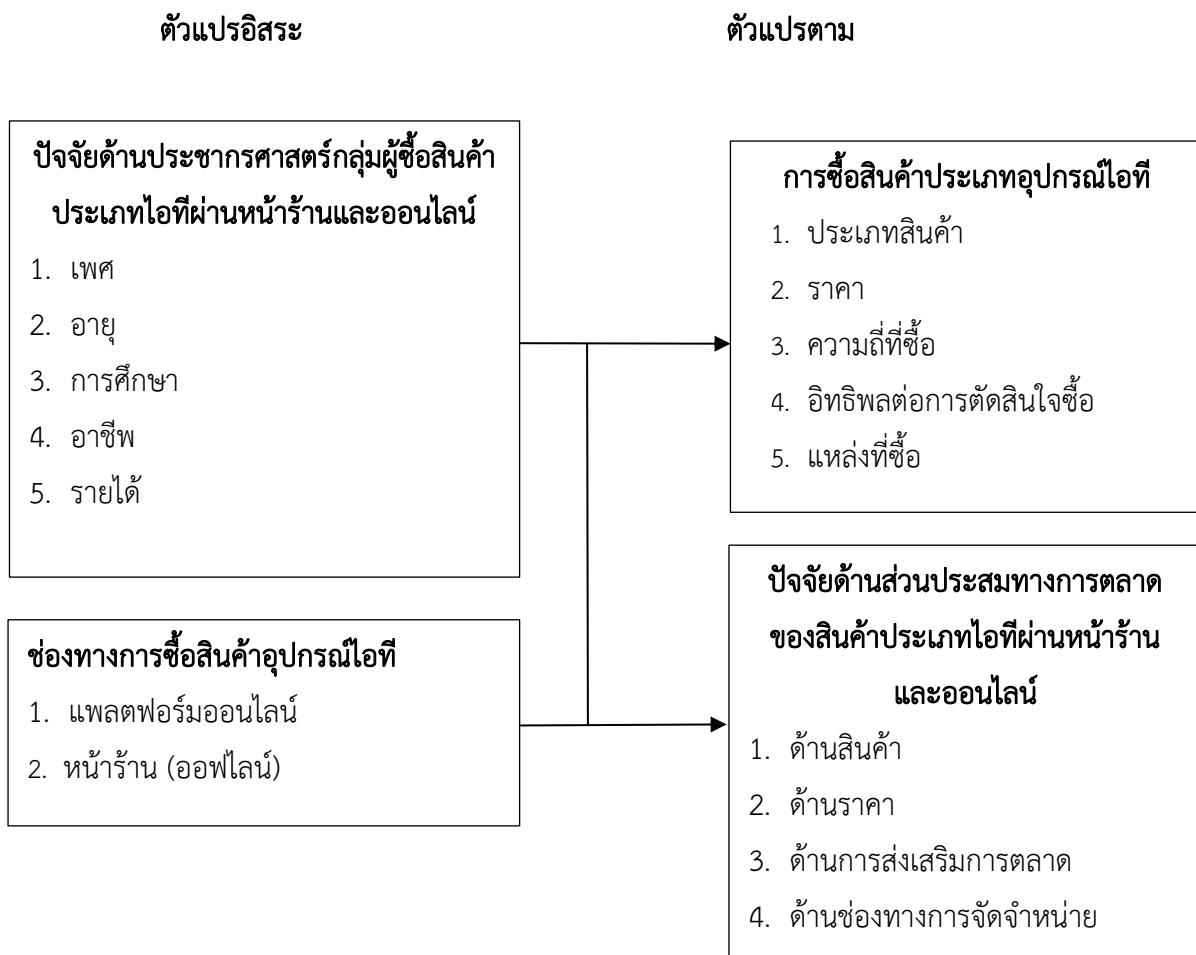 ตัวแปรอิสระ
ตัวแปรตาม
ปัจจัยด้านประชากรศาสตร์กลุ่มผู้ซื้อสินค้า
ประเภทไอทีผ่านหน้าร้านและออนไลน์
1. เพศ
2. อายุ
3. การศึกษา
4. อาชีพ
5. รายได้
ช่องทางการซื้อสินค้าอุปกรณ์ไอที
1. แพลตฟอร์มออนไลน์
2. หน้าร้าน (ออฟไลน์)
การซื้อสินค้าประเภทอุปกรณ์ไอที
1. ประเภทสินค้า
2. ราคา
3. ความถี่ที่ซื้อ
4. อิทธิพลต่อการตัดสินใจซื้อ
5. แหล่งที่ซื้อ
ปัจจัยด้านส่วนประสมทางการตลาด
ของสินค้าประเภทไอทีผ่านหน้าร้าน
และออนไลน์
1. ด้านสินค้า
2. ด้านราคา
3. ด้านการส่งเสริมการตลาด
4. ด้านช่องทางการจัดจำหน่าย